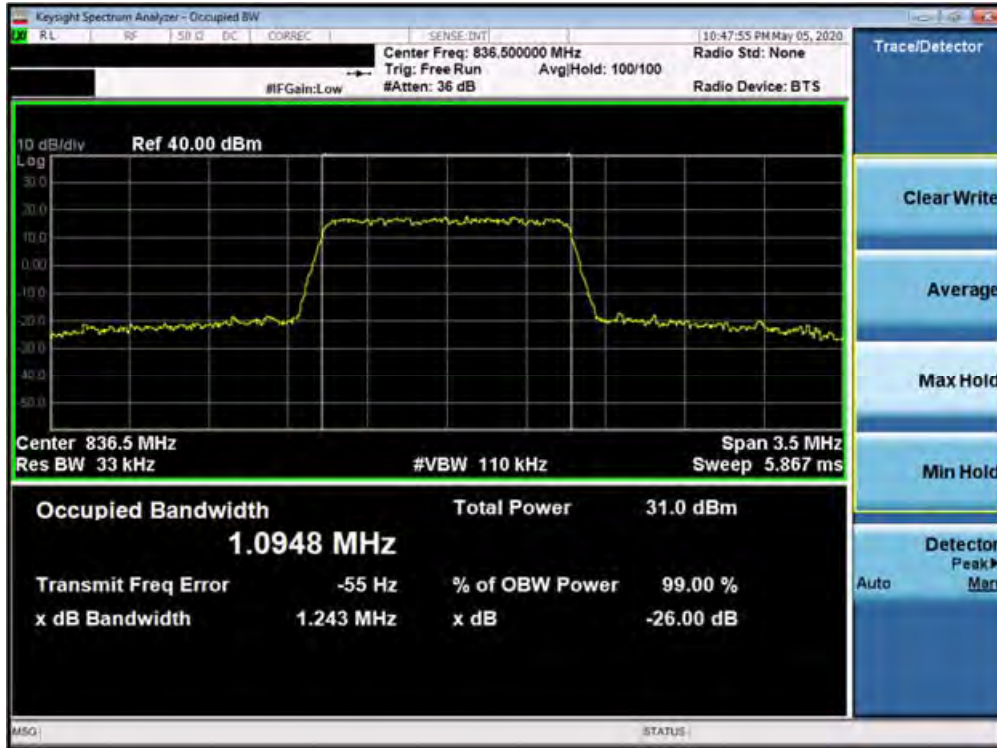 Keysight Spectrum Analyzer - Occupied BW
LXI RL RF 50 Ω DC CORREC SENSE:INT 10:47:55 PM May 05, 2020
Center Freq: 836.500000 MHz Radio Std: None
Trig: Free Run Avg|Hold: 100/100
#IFGain:Low #Atten: 36 dB Radio Device: BTS
Trace/Detector
10 dB/div Ref 40.00 dBm
Log
30.0
20.0
10.0
0.00
-10.0
-20.0
-30.0
-40.0
-50.0
Center 836.5 MHz Span 3.5 MHz
Res BW 33 kHz #VBW 110 kHz Sweep 5.867 ms
Occupied Bandwidth Total Power 31.0 dBm
1.0948 MHz
Transmit Freq Error -55 Hz % of OBW Power 99.00 %
x dB Bandwidth 1.243 MHz x dB -26.00 dB
Clear Write
Average
Max Hold
Min Hold
Detector
Peak
Auto Man
MSG STATUS